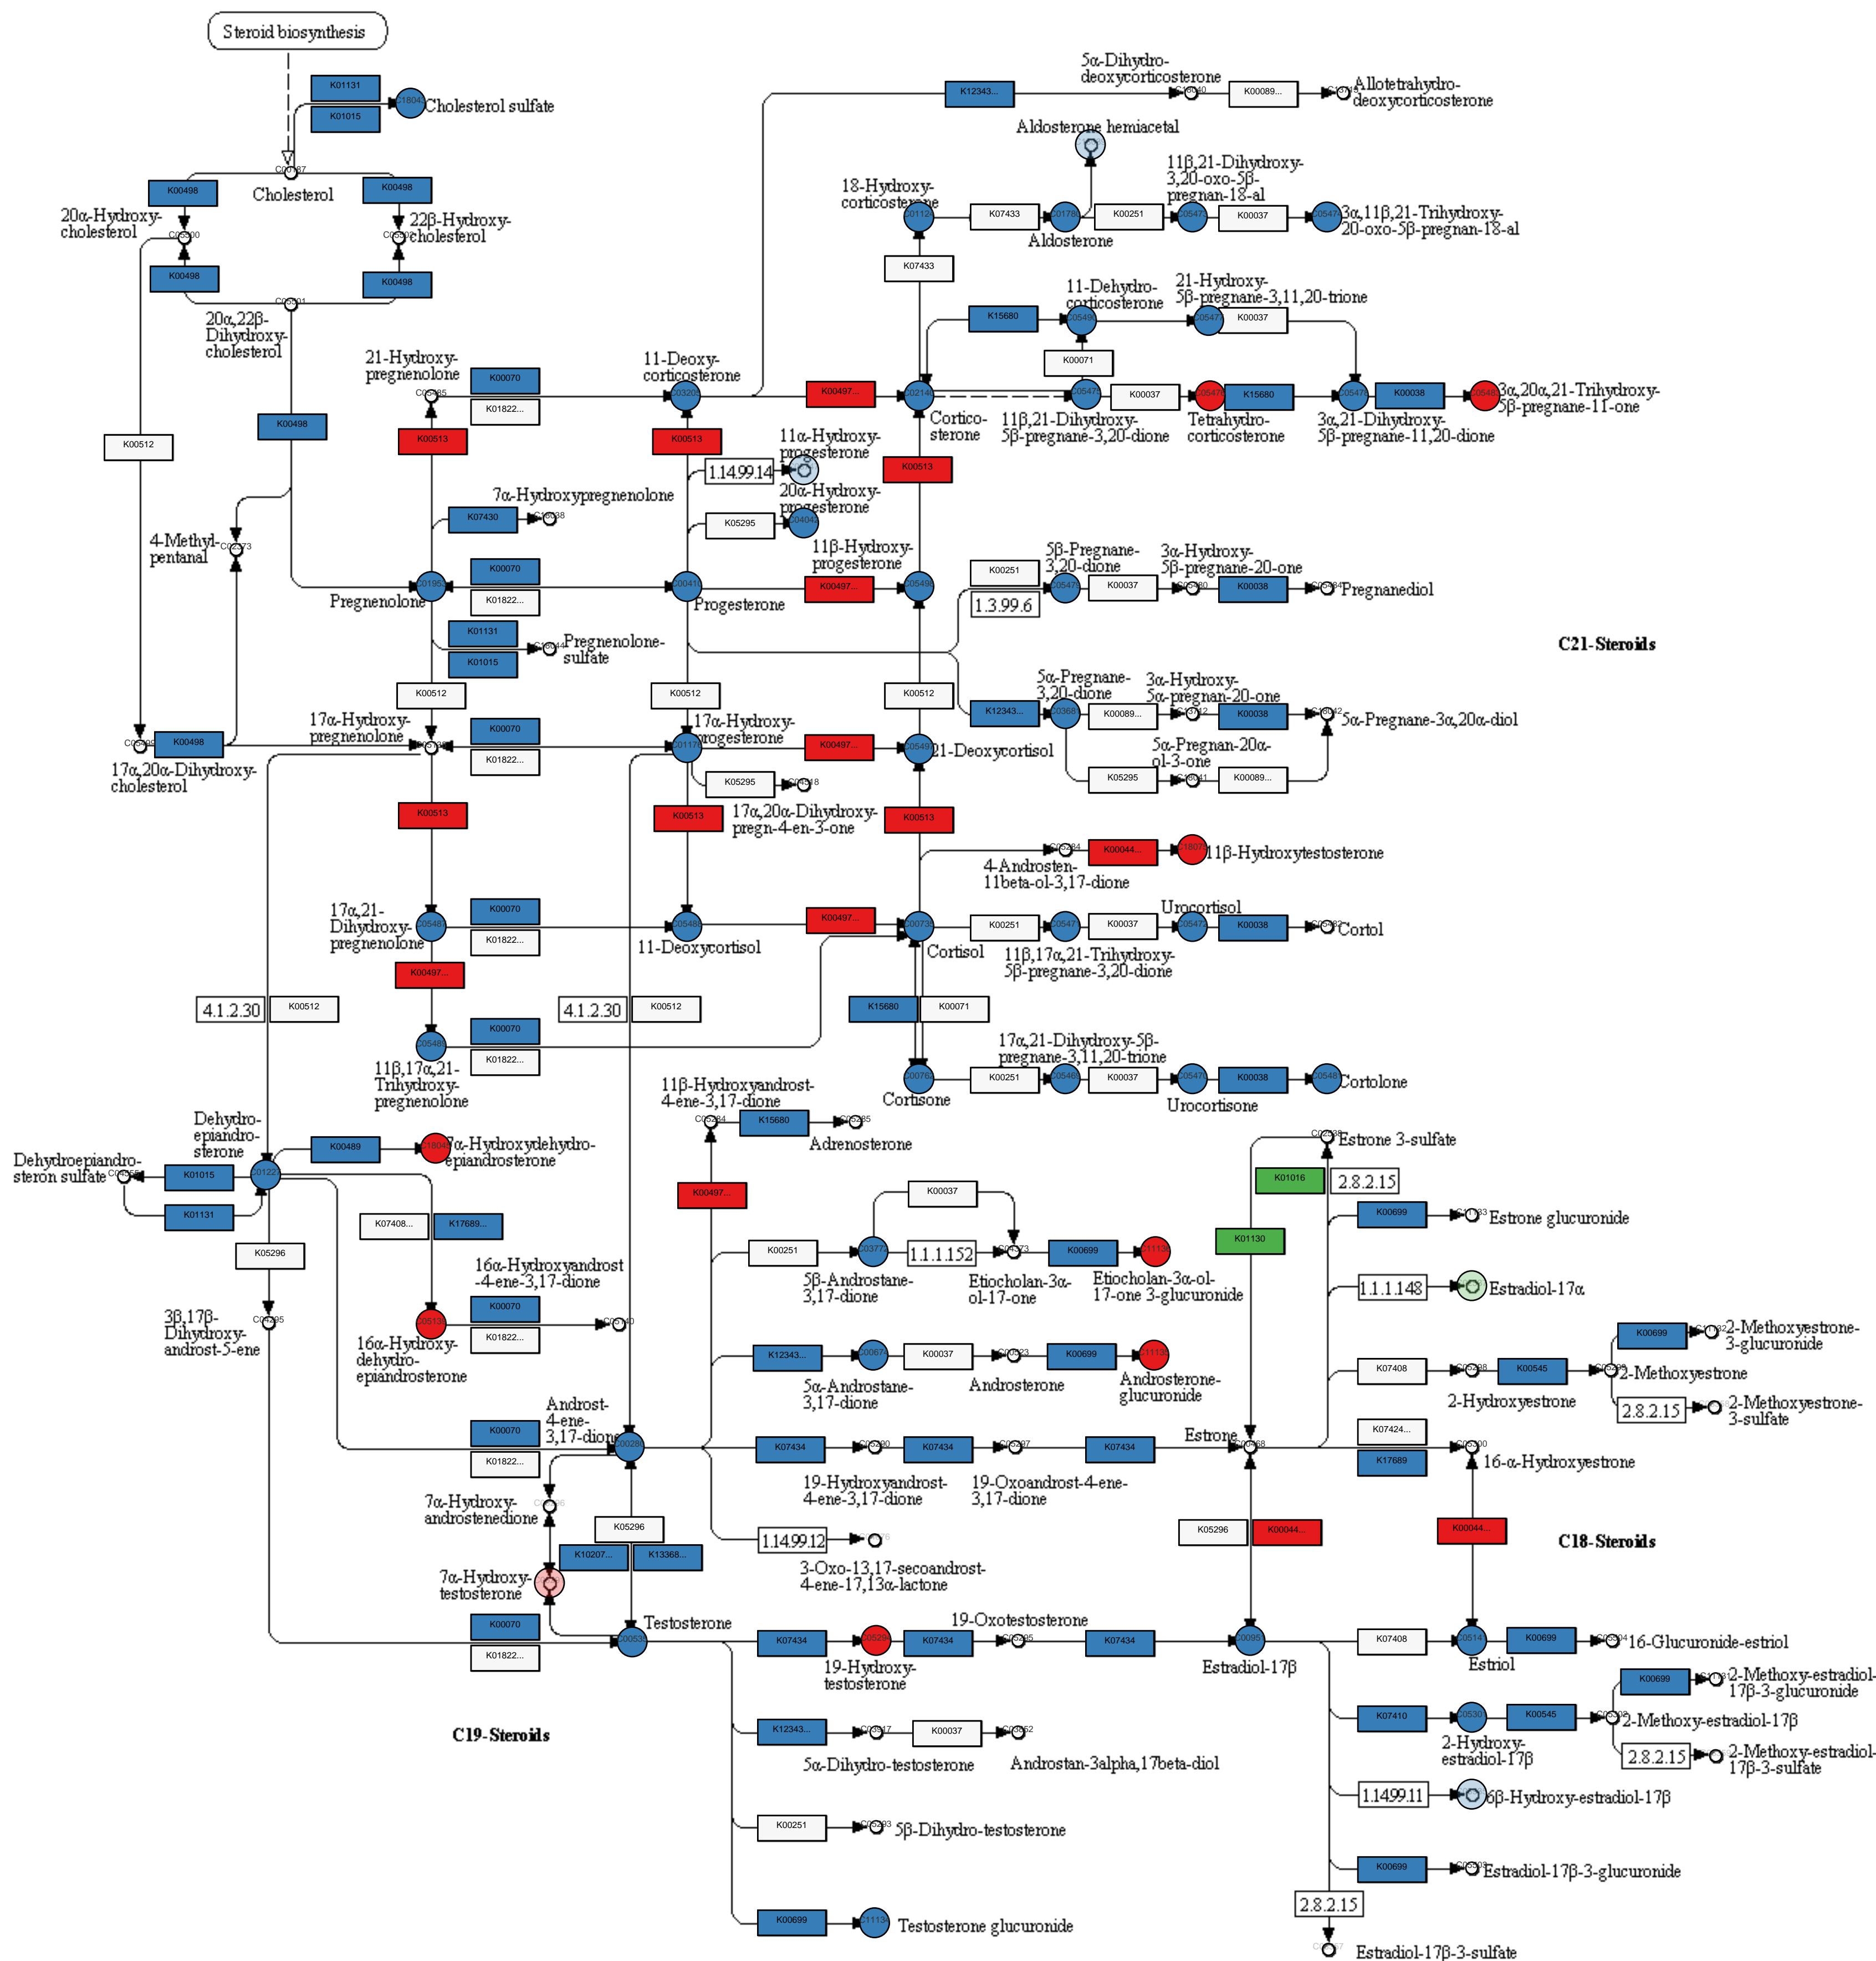 Steroid biosynthesis
K01131
K01015
Cholesterol sulfate
Cholesterol
K00498
K00498
20α-Hydroxy-
cholesterol
22β-Hydroxy-
cholesterol
K00498
K00498
20α,22β-
Dihydroxy-
cholesterol
K00512
K00498
4-Methyl-
pentanal
K00498
17α,20α-Dihydroxy-
cholesterol
5α-Dihydro-
deoxycorticosterone
K12343...
K00089...
Allotetrahydro-
deoxycorticosterone
Aldosterone hemiacetal
18-Hydroxy-
corticosterone
K07433
Aldosterone
K00251
11β,21-Dihydroxy-
3,20-oxo-5β-
pregnan-18-al
K00037
3α,11β,21-Trihydroxy-
20-oxo-5β-pregnan-18-al
K07433
K15680
11-Dehydro-
corticosterone
21-Hydroxy-
5β-pregnane-3,11,20-trione
K00037
K00071
21-Hydroxy-
pregnenolone
K00070
K01822...
11-Deoxy-
corticosterone
K00497...
Cortico-
sterone
11β,21-Dihydroxy-
5β-pregnane-3,20-dione
K00037
Tetrahydro-
corticosterone
K15680
3α,21-Dihydroxy-
5β-pregnane-11,20-dione
K00038
3α,20α,21-Trihydroxy-
5β-pregnane-11-one
K00513
K00513
K00513
11α-Hydroxy-
progesterone
1.14.99.14
7α-Hydroxypregnenolone
K07430
20α-Hydroxy-
progesterone
K05295
11β-Hydroxy-
progesterone
Pregnenolone
K00070
K01822...
Progesterone
K00497...
K00251
1.3.99.6
5β-Pregnane-
3,20-dione
K00037
3α-Hydroxy-
5β-pregnane-20-one
K00038
Pregnanediol
K01131
K01015
Pregnenolone-
sulfate
C21-Steroids
K00512
K00512
K00512
K12343...
5α-Pregnane-
3,20-dione
K00089...
3α-Hydroxy-
5α-pregnan-20-one
K00038
5α-Pregnane-3α,20α-diol
K05295
5α-Pregnan-20α-
ol-3-one
K00089...
17α-Hydroxy-
pregnenolone
K00070
K01822...
17α-Hydroxy-
progesterone
K00497...
21-Deoxycortisol
K05295
17α,20α-Dihydroxy-
pregn-4-en-3-one
K00513
K00513
K00513
4-Androsten-
11beta-ol-3,17-dione
K00044...
11β-Hydroxytestosterone
17α,21-
Dihydroxy-
pregnenolone
K00070
K01822...
11-Deoxycortisol
K00497...
Cortisol
K00251
11β,17α,21-Trihydroxy-
5β-pregnane-3,20-dione
K00037
Urocortisol
K00038
Cortol
K00497...
4.1.2.30
K00512
4.1.2.30
K00512
K15680
K00071
11β,17α,21-
Trihydroxy-
pregnenolone
K00070
K01822...
Cortisone
K00251
17α,21-Dihydroxy-5β-
pregnane-3,11,20-trione
K00037
Urocortisone
K00038
Cortolone
Dehydro-
epiandro-
sterone
K00489
7α-Hydroxydehydro-
epiandrosterone
Dehydroepiandro-
steron sulfate
K01015
K01131
K05296
K07408...
K17689...
3β,17β-
Dihydroxy-
androst-5-ene
16α-Hydroxyandrost
-4-ene-3,17-dione
K00070
K01822...
16α-Hydroxy-
dehydro-
epiandrosterone
11β-Hydroxyandrost-
4-ene-3,17-dione
K15680
Adrenosterone
K00497...
K00037
K00251
5β-Androstane-
3,17-dione
1.1.1.152
Etiocholan-3α-
ol-17-one
K00699
Etiocholan-3α-ol-
17-one 3-glucuronide
K12343...
5α-Androstane-
3,17-dione
K00037
Androsterone
K00699
Androsterone-
glucuronide
K00070
K01822...
Androst-
4-ene-
3,17-dione
K07434
19-Hydroxyandrost-
4-ene-3,17-dione
K07434
19-Oxoandrost-4-ene-
3,17-dione
K07434
Estrone
1.14.99.12
3-Oxo-13,17-secoandrost-
4-ene-17,13α-lactone
7α-Hydroxy-
androstenedione
K05296
K10207...
K13368...
7α-Hydroxy-
testosterone
K00070
K01822...
Testosterone
K07434
19-Hydroxy-
testosterone
K07434
19-Oxotestosterone
K07434
Estradiol-17β
K12343...
5α-Dihydro-testosterone
K00037
Androstan-3alpha,17beta-diol
K00251
5β-Dihydro-testosterone
K00699
Testosterone glucuronide
C19-Steroids
Estrone 3-sulfate
K01016
2.8.2.15
K01130
K00699
Estrone glucuronide
1.1.1.148
Estradiol-17α
K07408
2-Hydroxyestrone
K00545
2-Methoxyestrone
K00699
2-Methoxyestrone-
3-glucuronide
2.8.2.15
2-Methoxyestrone-
3-sulfate
K07424...
K17689
16-α-Hydroxyestrone
K05296
K00044...
K00044...
C18-Steroids
K07408
Estriol
K00699
16-Glucuronide-estriol
K07410
2-Hydroxy-
estradiol-17β
K00545
2-Methoxy-estradiol-17β
K00699
2-Methoxy-estradiol-
17β-3-glucuronide
2.8.2.15
2-Methoxy-estradiol-
17β-3-sulfate
1.14.99.11
6β-Hydroxy-estradiol-17β
K00699
Estradiol-17β-3-glucuronide
2.8.2.15
Estradiol-17β-3-sulfate